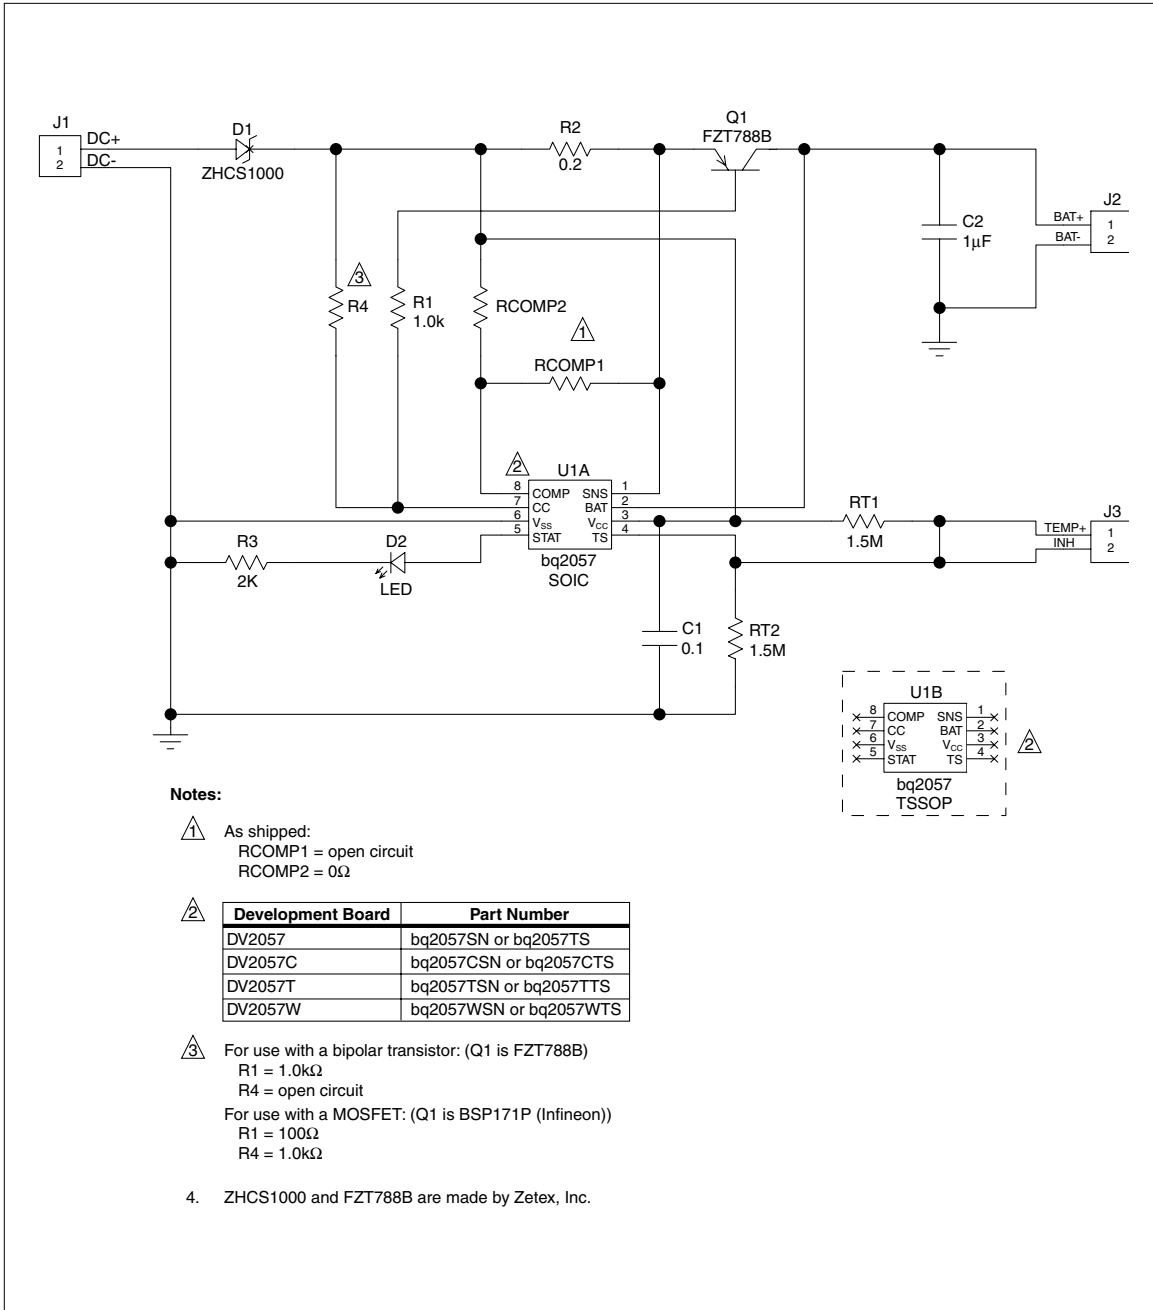 J1
DC+
1
2
DC-
D1
ZHCS1000
R2
0.2
Q1
FZT788B
J2
BAT+
1
BAT-
2
C2
1µF
3
R4
R1
1.0k
RCOMP2
1
RCOMP1
2
U1A
8 COMP SNS 1
7 CC BAT 2
6 VSS VCC 3
5 STAT TS 4
bq2057
SOIC
RT1
1.5M
J3
TEMP+
1
INH
2
R3
2K
D2
LED
C1
0.1
RT2
1.5M
U1B
8 COMP SNS 1
7 CC BAT 2
6 VSS VCC 3
5 STAT TS 4
2
bq2057
TSSOP
Notes:
1 As shipped:
RCOMP1 = open circuit
RCOMP2 = 0Ω
2 Development Board Part Number
DV2057 bq2057SN or bq2057TS
DV2057C bq2057CSN or bq2057CTS
DV2057T bq2057TSN or bq2057TTS
DV2057W bq2057WSN or bq2057WTS
3 For use with a bipolar transistor: (Q1 is FZT788B)
R1 = 1.0kΩ
R4 = open circuit
For use with a MOSFET: (Q1 is BSP171P (Infineon))
R1 = 100Ω
R4 = 1.0kΩ
4. ZHCS1000 and FZT788B are made by Zetex, Inc.